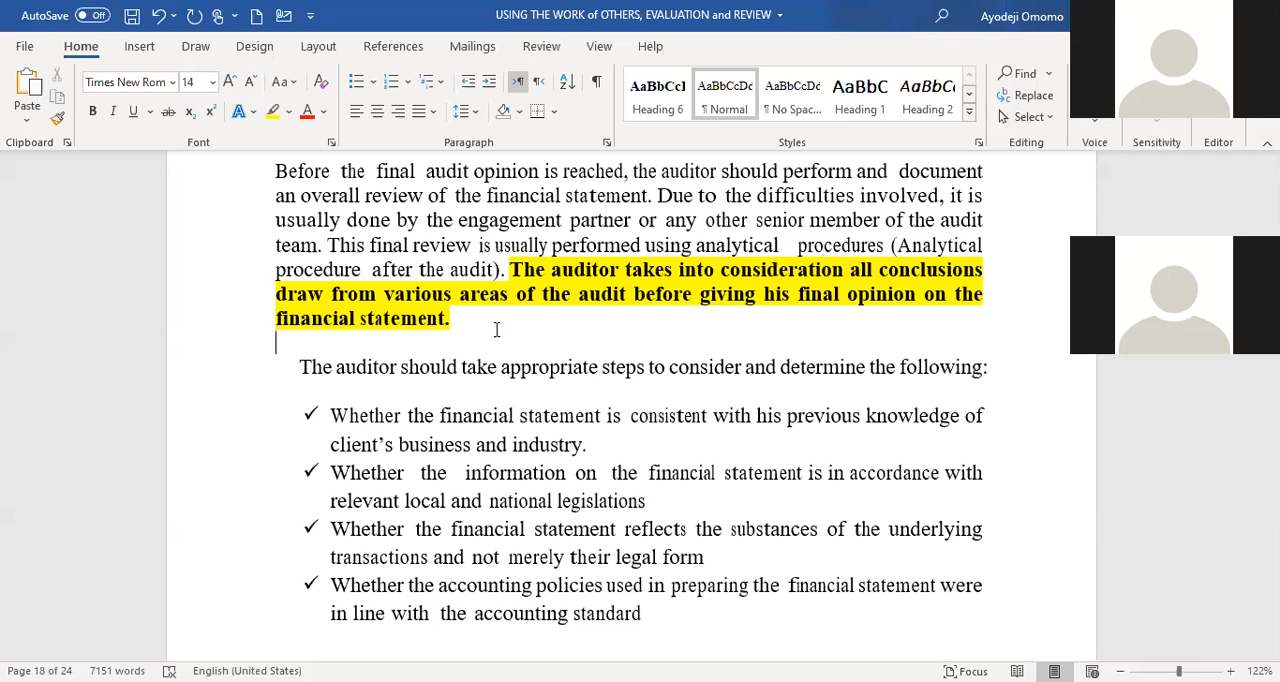 AutoSave Off USING THE WORK of OTHERS, EVALUATION and REVIEW Ayodeji Omomo
File Home Insert Draw Design Layout References Mailings Review View Help
Times New Rom 14 Aa Find
Paste Replace
B I U ab x₂ x² A A Select
AaBbCcI AaBbCcDc AaBbCcDc AaBbC AaBbCc
Heading 6 ¶ Normal ¶ No Spac... Heading 1 Heading 2
Clipboard Font Paragraph Styles Editing Voice Sensitivity Editor
Before the final audit opinion is reached, the auditor should perform and document
an overall review of the financial statement. Due to the difficulties involved, it is
usually done by the engagement partner or any other senior member of the audit
team. This final review is usually performed using analytical procedures (Analytical
procedure after the audit). The auditor takes into consideration all conclusions
draw from various areas of the audit before giving his final opinion on the
financial statement.
The auditor should take appropriate steps to consider and determine the following:
✓ Whether the financial statement is consistent with his previous knowledge of
client's business and industry.
✓ Whether the information on the financial statement is in accordance with
relevant local and national legislations
✓ Whether the financial statement reflects the substances of the underlying
transactions and not merely their legal form
✓ Whether the accounting policies used in preparing the financial statement were
in line with the accounting standard
Page 18 of 24 7151 words English (United States) Focus 122%